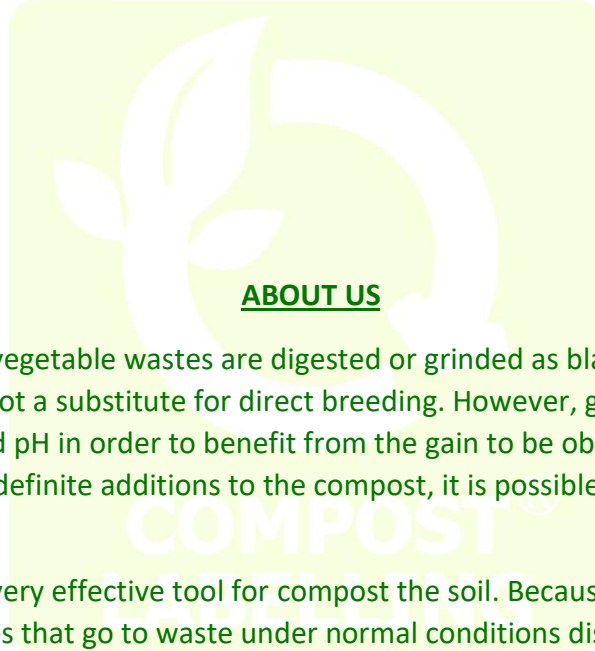 ABOUT US
vegetable wastes are digested or grinded as bla
ot a substitute for direct breeding. However, g
d pH in order to benefit from the gain to be ob
definite additions to the compost, it is possible
COMPOST®
very effective tool for compost the soil. Becaus
LABELLING
es that go to waste under normal conditions dis